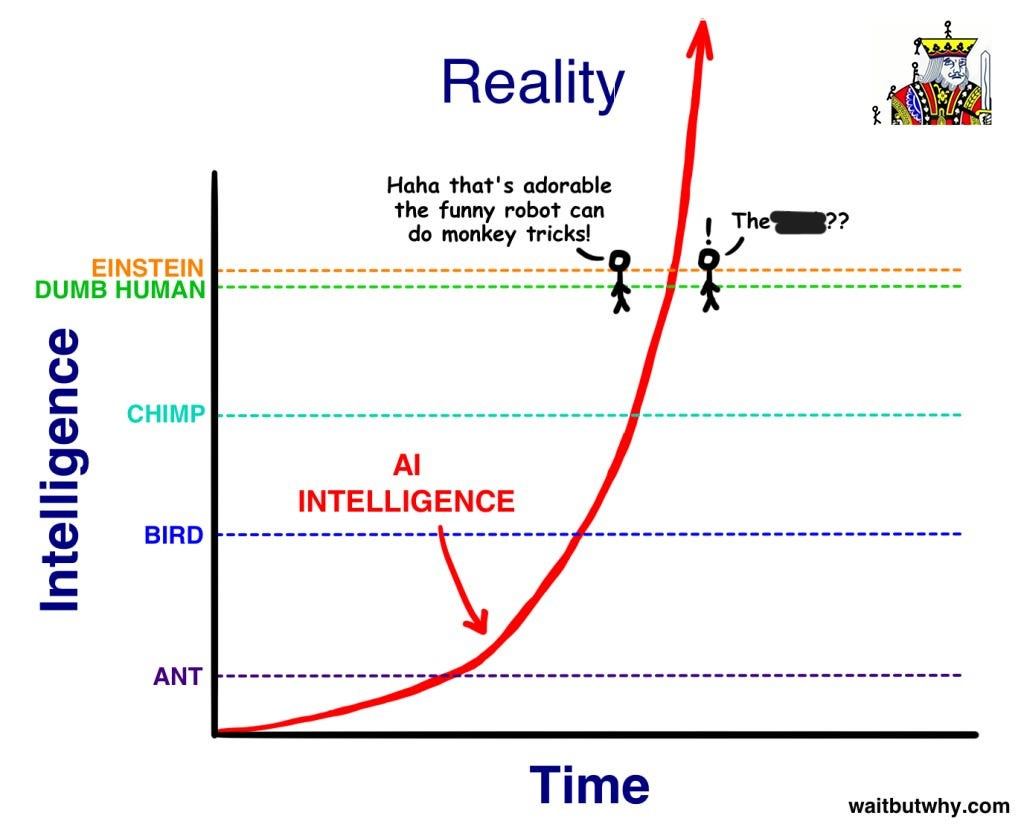 Reality
Haha that's adorable
the funny robot can
do monkey tricks!
!
The ??
EINSTEIN
DUMB HUMAN
CHIMP
AI
INTELLIGENCE
BIRD
ANT
Intelligence
Time
waitbutwhy.com